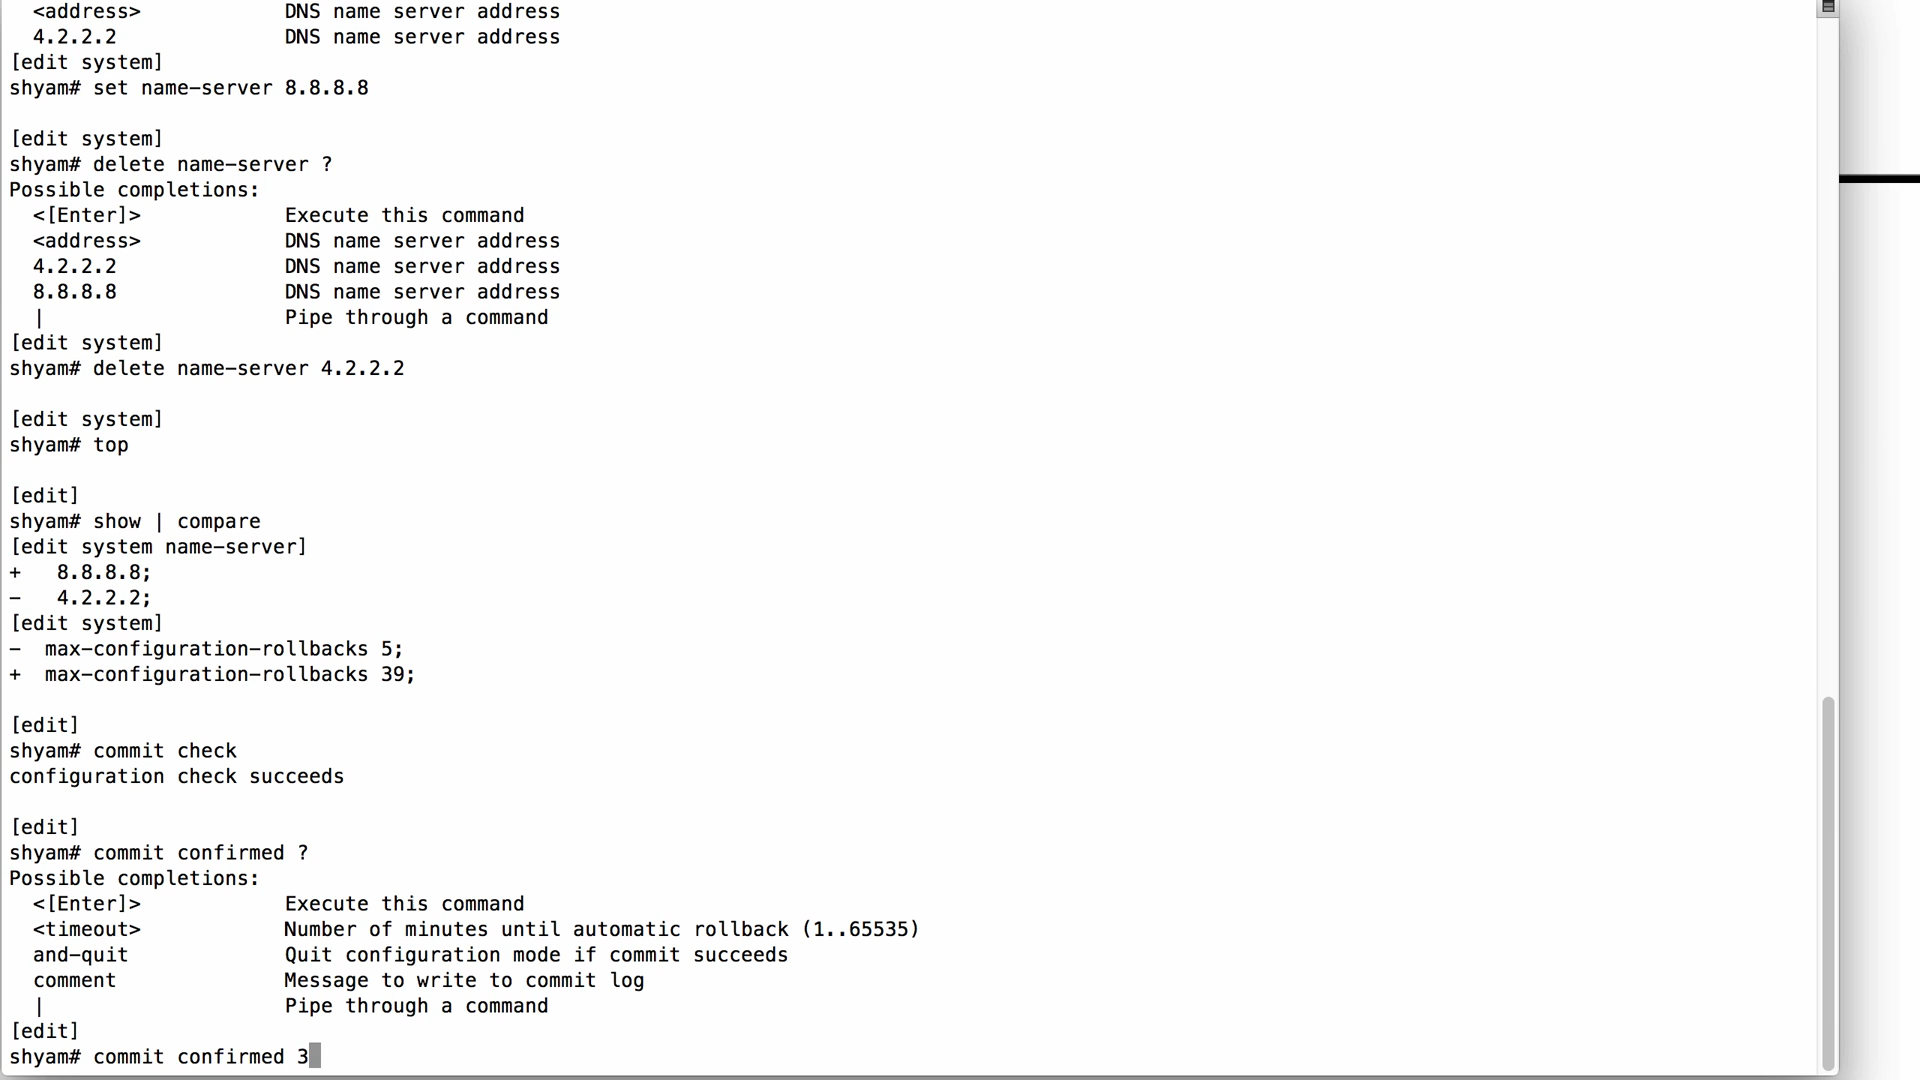 <address>            DNS name server address
4.2.2.2              DNS name server address
[edit system]
shyam# set name-server 8.8.8.8
[edit system]
shyam# delete name-server ?
Possible completions:
<[Enter]>            Execute this command
<address>            DNS name server address
4.2.2.2              DNS name server address
8.8.8.8              DNS name server address
|                    Pipe through a command
[edit system]
shyam# delete name-server 4.2.2.2
[edit system]
shyam# top
[edit]
shyam# show | compare
[edit system name-server]
+   8.8.8.8;
-   4.2.2.2;
[edit system]
-  max-configuration-rollbacks 5;
+  max-configuration-rollbacks 39;
[edit]
shyam# commit check
configuration check succeeds
[edit]
shyam# commit confirmed ?
Possible completions:
<[Enter]>            Execute this command
<timeout>            Number of minutes until automatic rollback (1..65535)
and-quit             Quit configuration mode if commit succeeds
comment              Message to write to commit log
|                    Pipe through a command
[edit]
shyam# commit confirmed 3